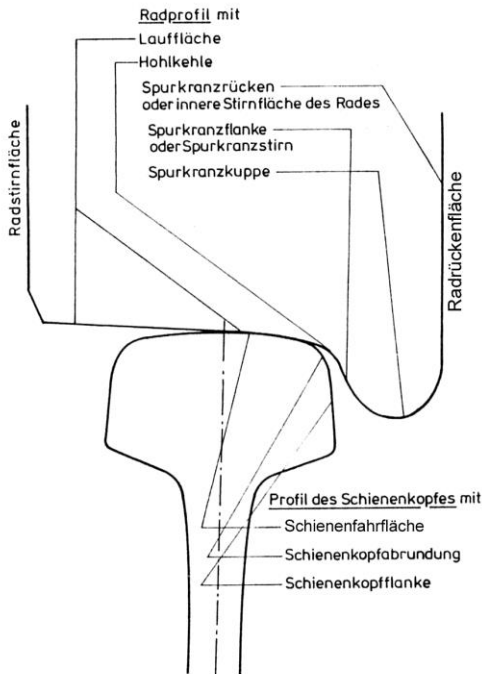 Radprofil mit
Lauffläche
Hohlkehle
Spurkranzrücken
oder innere Stirnfläche des Rades
Spurkranzflanke
oder Spurkranzstirn
Spurkranzkuppe
Radstirnfläche
Radrückenfläche
Profil des Schienenkopfes mit
Schienenfahrfläche
Schienenkopfabrundung
Schienenkopfflanke